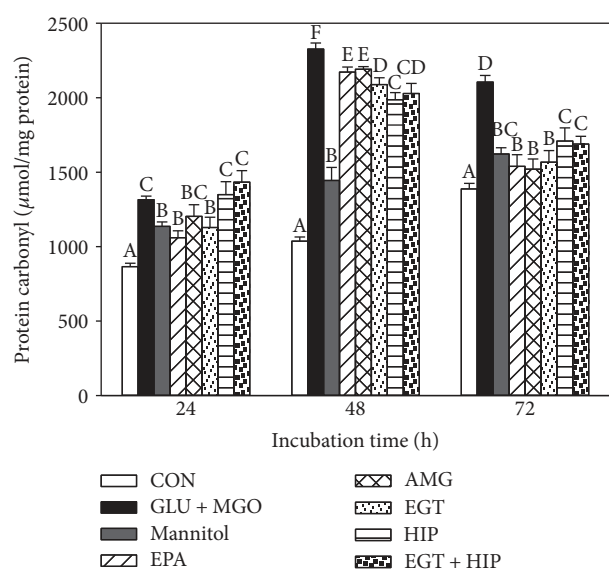 Protein carbonyl (μmol/mg protein)
2500
2000
1500
1000
500
0
A C B B BC B C C
A F B E E D C CD
A D BC B B B C C
24 48 72
Incubation time (h)
CON AMG
GLU + MGO EGT
Mannitol HIP
EPA EGT + HIP